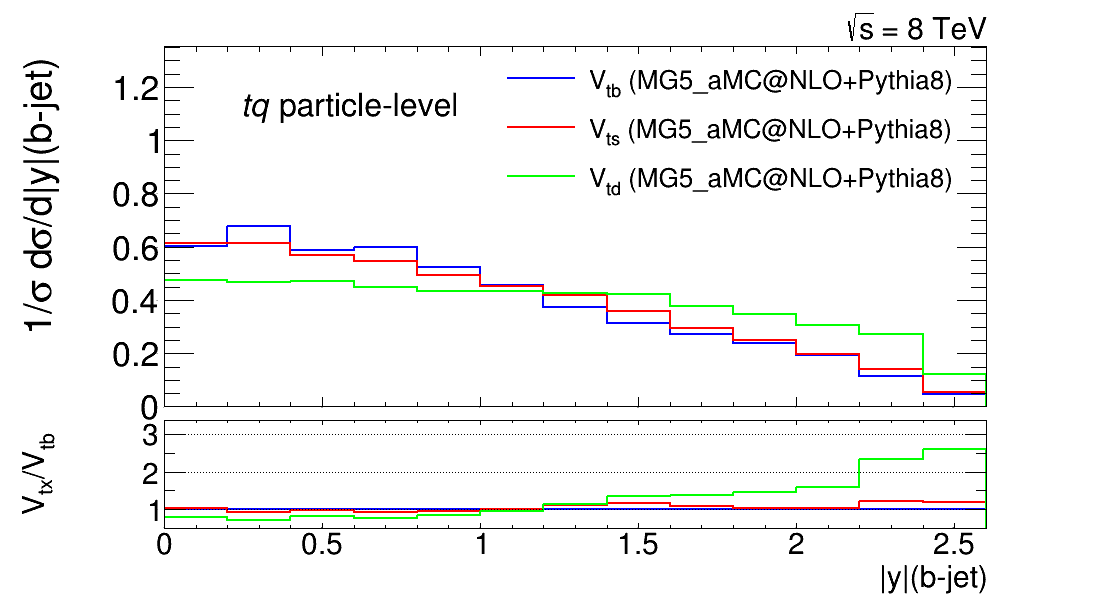 √s = 8 TeV
1/σ dσ/d|y|(b-jet)
tq particle-level
V_tb (MG5_aMC@NLO+Pythia8)
V_ts (MG5_aMC@NLO+Pythia8)
V_td (MG5_aMC@NLO+Pythia8)
1.2
1
0.8
0.6
0.4
0.2
0
V_tx/V_tb
3
2
1
0 0.5 1 1.5 2 2.5
|y|(b-jet)